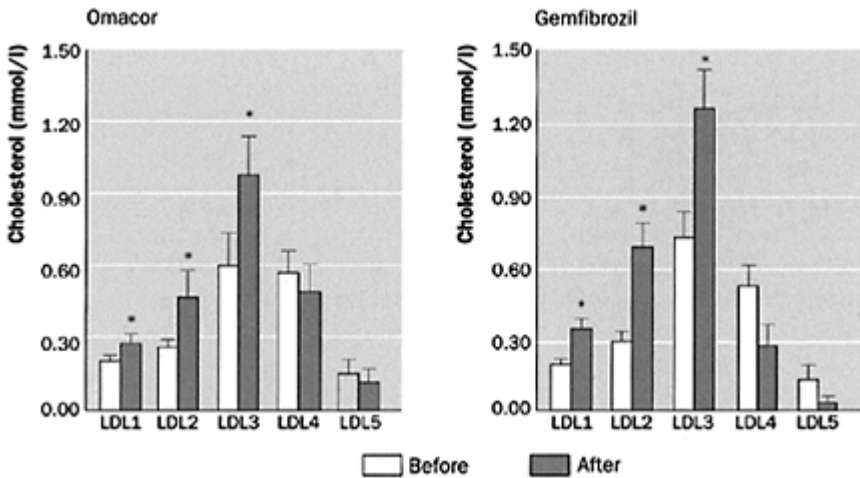 Omacor
Cholesterol (mmol/l)
1.50
1.20
0.90
0.60
0.30
0.00
*
*
*
LDL1 LDL2 LDL3 LDL4 LDL5
Gemfibrozil
Cholesterol (mmol/l)
1.50
1.20
0.90
0.60
0.30
0.00
*
*
*
LDL1 LDL2 LDL3 LDL4 LDL5
Before After